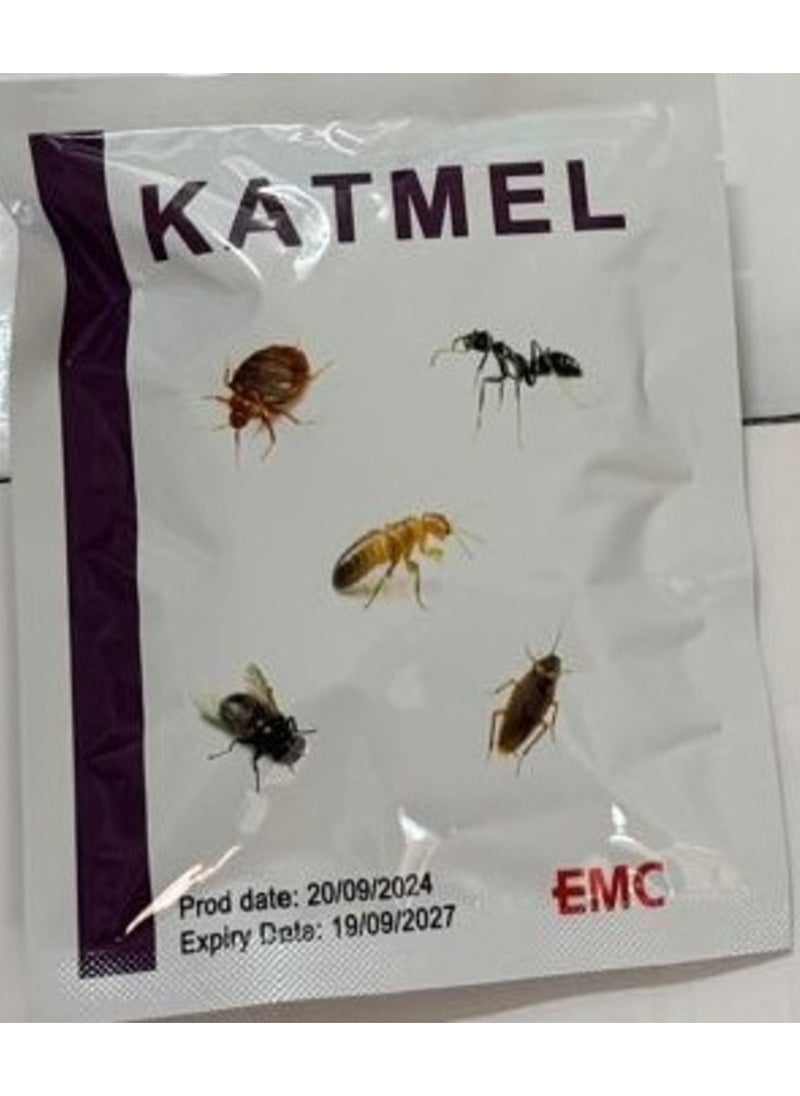 KATMEL
Prod date: 20/09/2024
Expiry Date: 19/09/2027
EMC